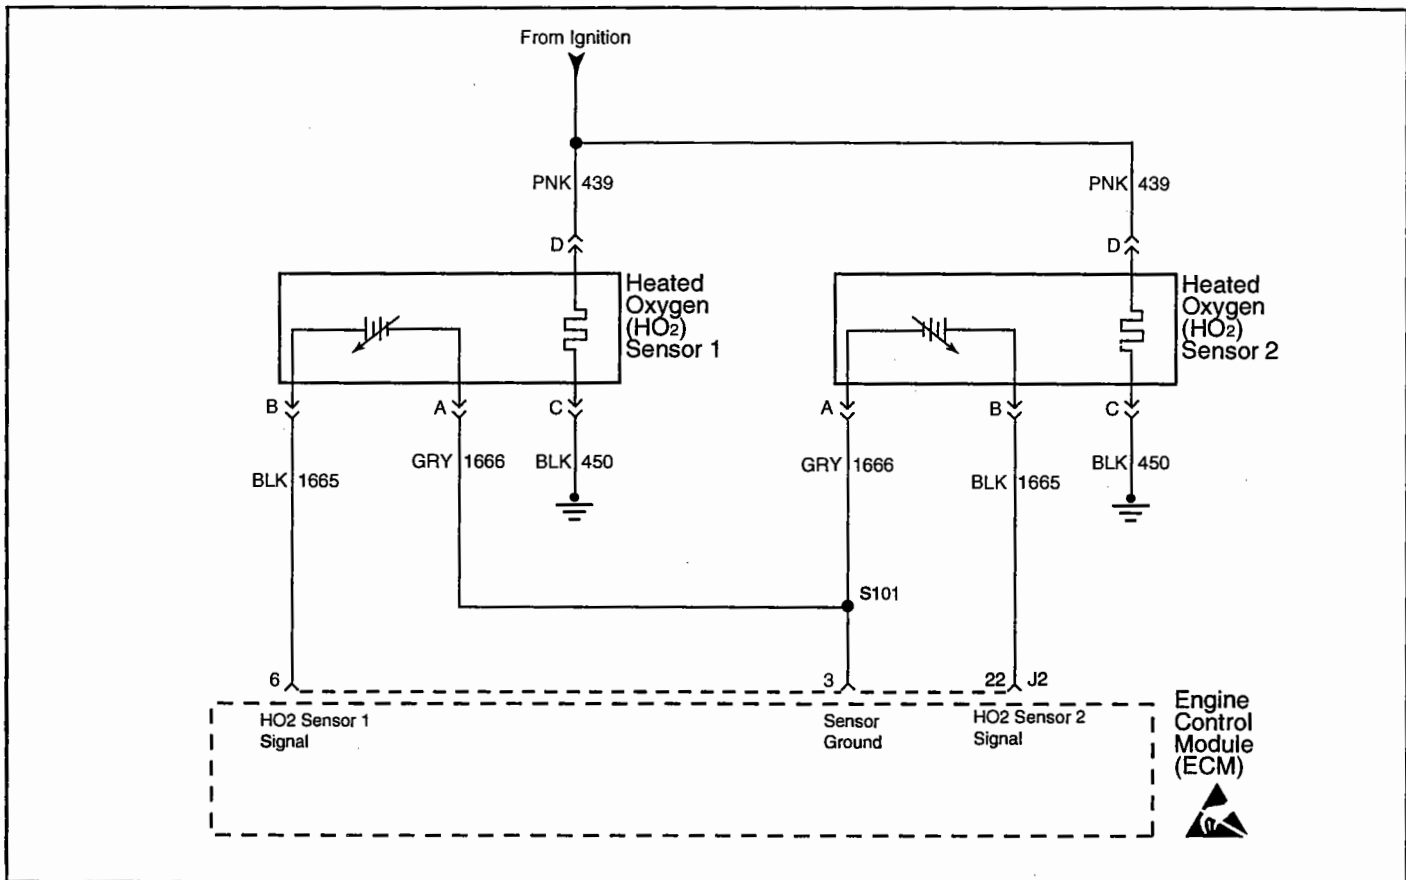 From Ignition
PNK 439
PNK 439
D
D
Heated
Oxygen
(HO2)
Sensor 1
Heated
Oxygen
(HO2)
Sensor 2
B
A
C
A
B
C
BLK 1665
GRY 1666
BLK 450
GRY 1666
BLK 1665
BLK 450
S101
6
3
22
J2
HO2 Sensor 1
Signal
Sensor
Ground
HO2 Sensor 2
Signal
Engine
Control
Module
(ECM)